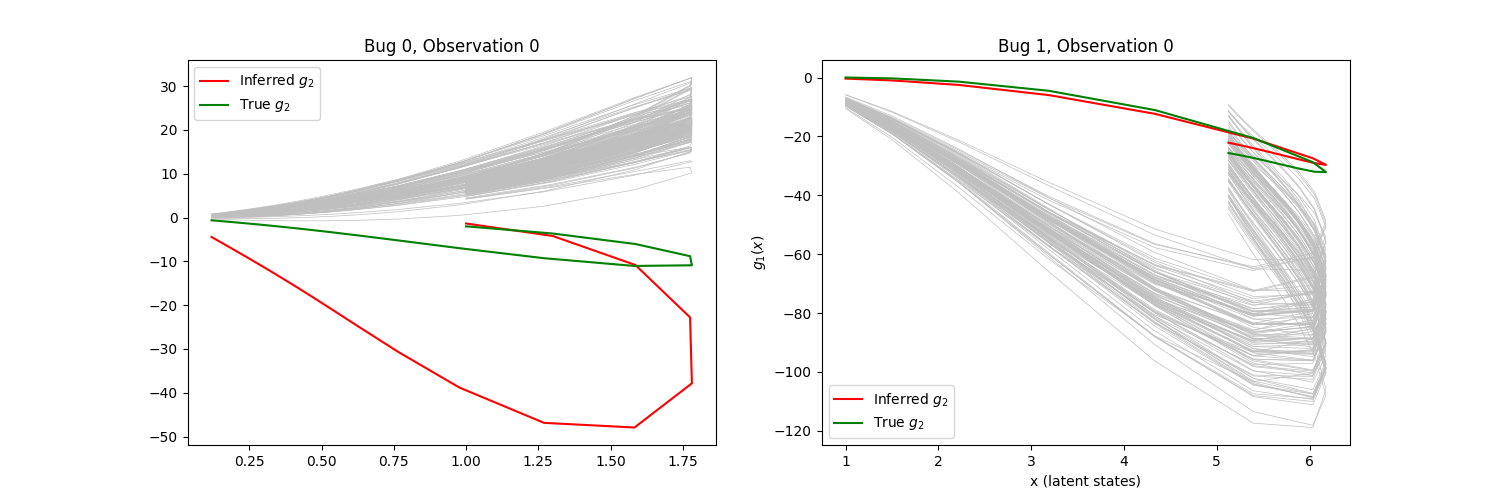 Bug 0, Observation 0
Inferred g₂
True g₂
30
20
10
0
−10
−20
−30
−40
−50
0.25 0.50 0.75 1.00 1.25 1.50 1.75
Bug 1, Observation 0
g₁(x)
0
−20
−40
−60
−80
−100
−120
Inferred g₂
True g₂
1 2 3 4 5 6
x (latent states)